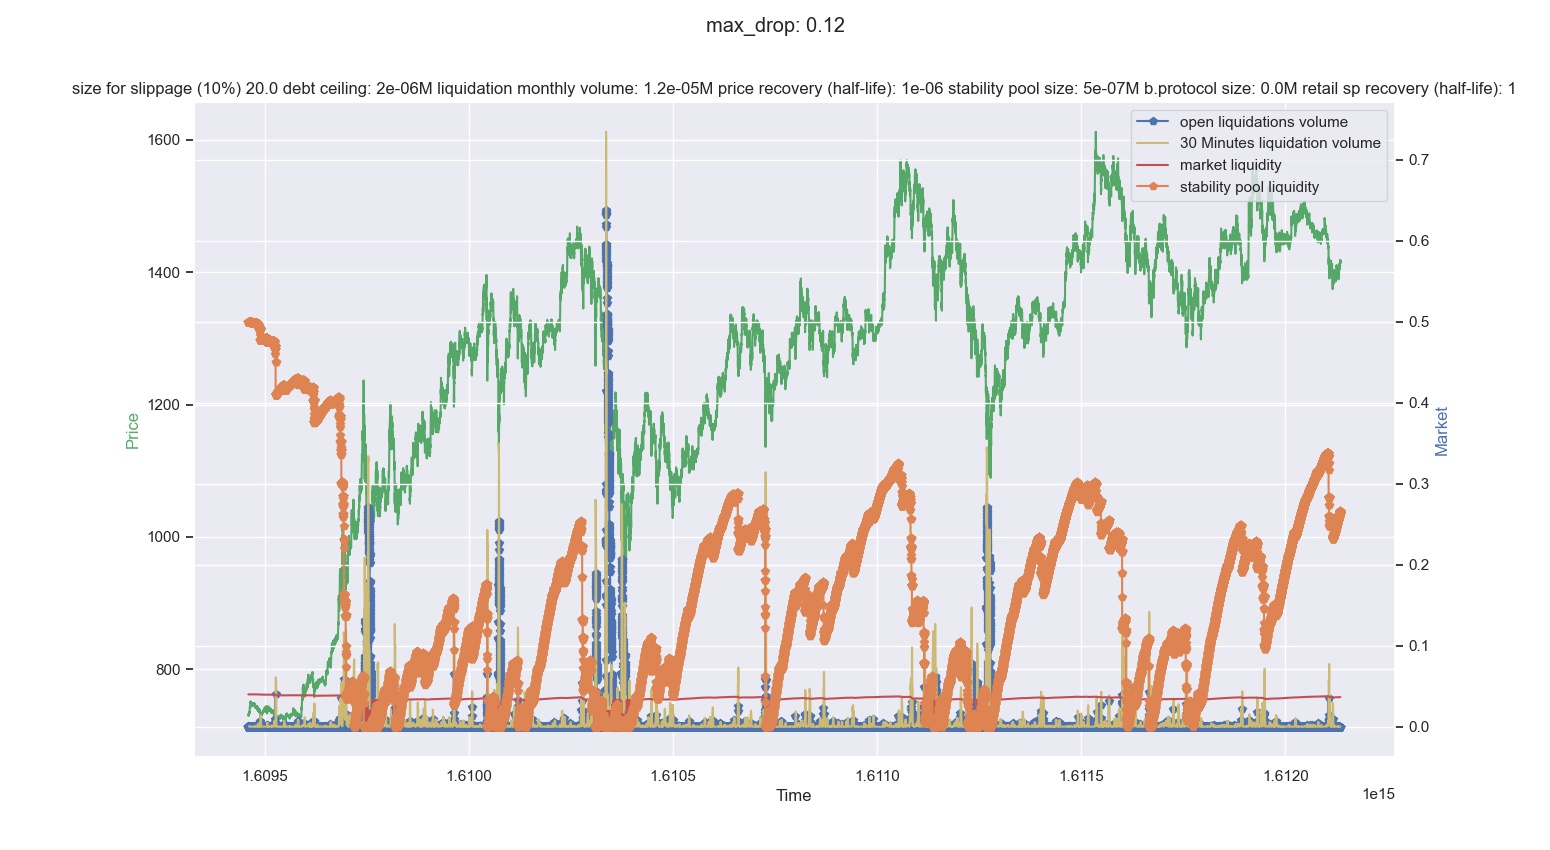 max_drop: 0.12
size for slippage (10%) 20.0 debt ceiling: 2e-06M liquidation monthly volume: 1.2e-05M price recovery (half-life): 1e-06 stability pool size: 5e-07M b.protocol size: 0.0M retail sp recovery (half-life): 1
open liquidations volume
30 Minutes liquidation volume
market liquidity
stability pool liquidity
1600
1400
1200
1000
800
Price
0.7
0.6
0.5
0.4
0.3
0.2
0.1
0.0
Market
1.6095 1.6100 1.6105 1.6110 1.6115 1.6120
Time
1e15